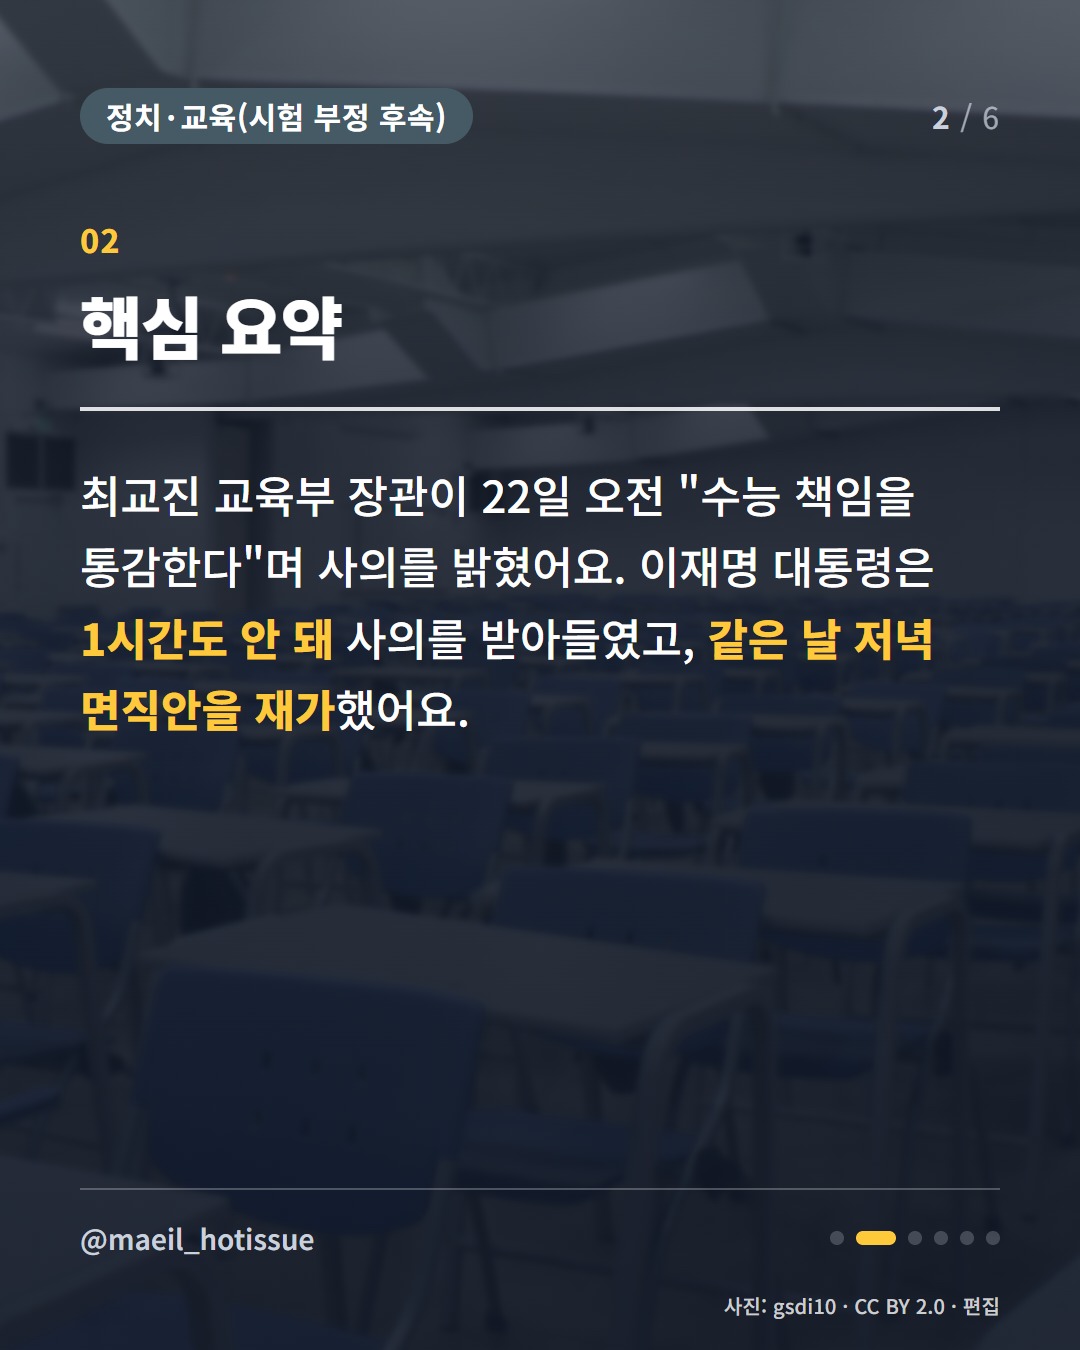 정치·교육(시험 부정 후속)
2 / 6
02
핵심 요약
최교진 교육부 장관이 22일 오전 "수능 책임을
통감한다"며 사의를 밝혔어요. 이재명 대통령은
1시간도 안 돼 사의를 받아들였고, 같은 날 저녁
면직안을 재가했어요.
@maeil_hotissue
사진: gsdi10 · CC BY 2.0 · 편집